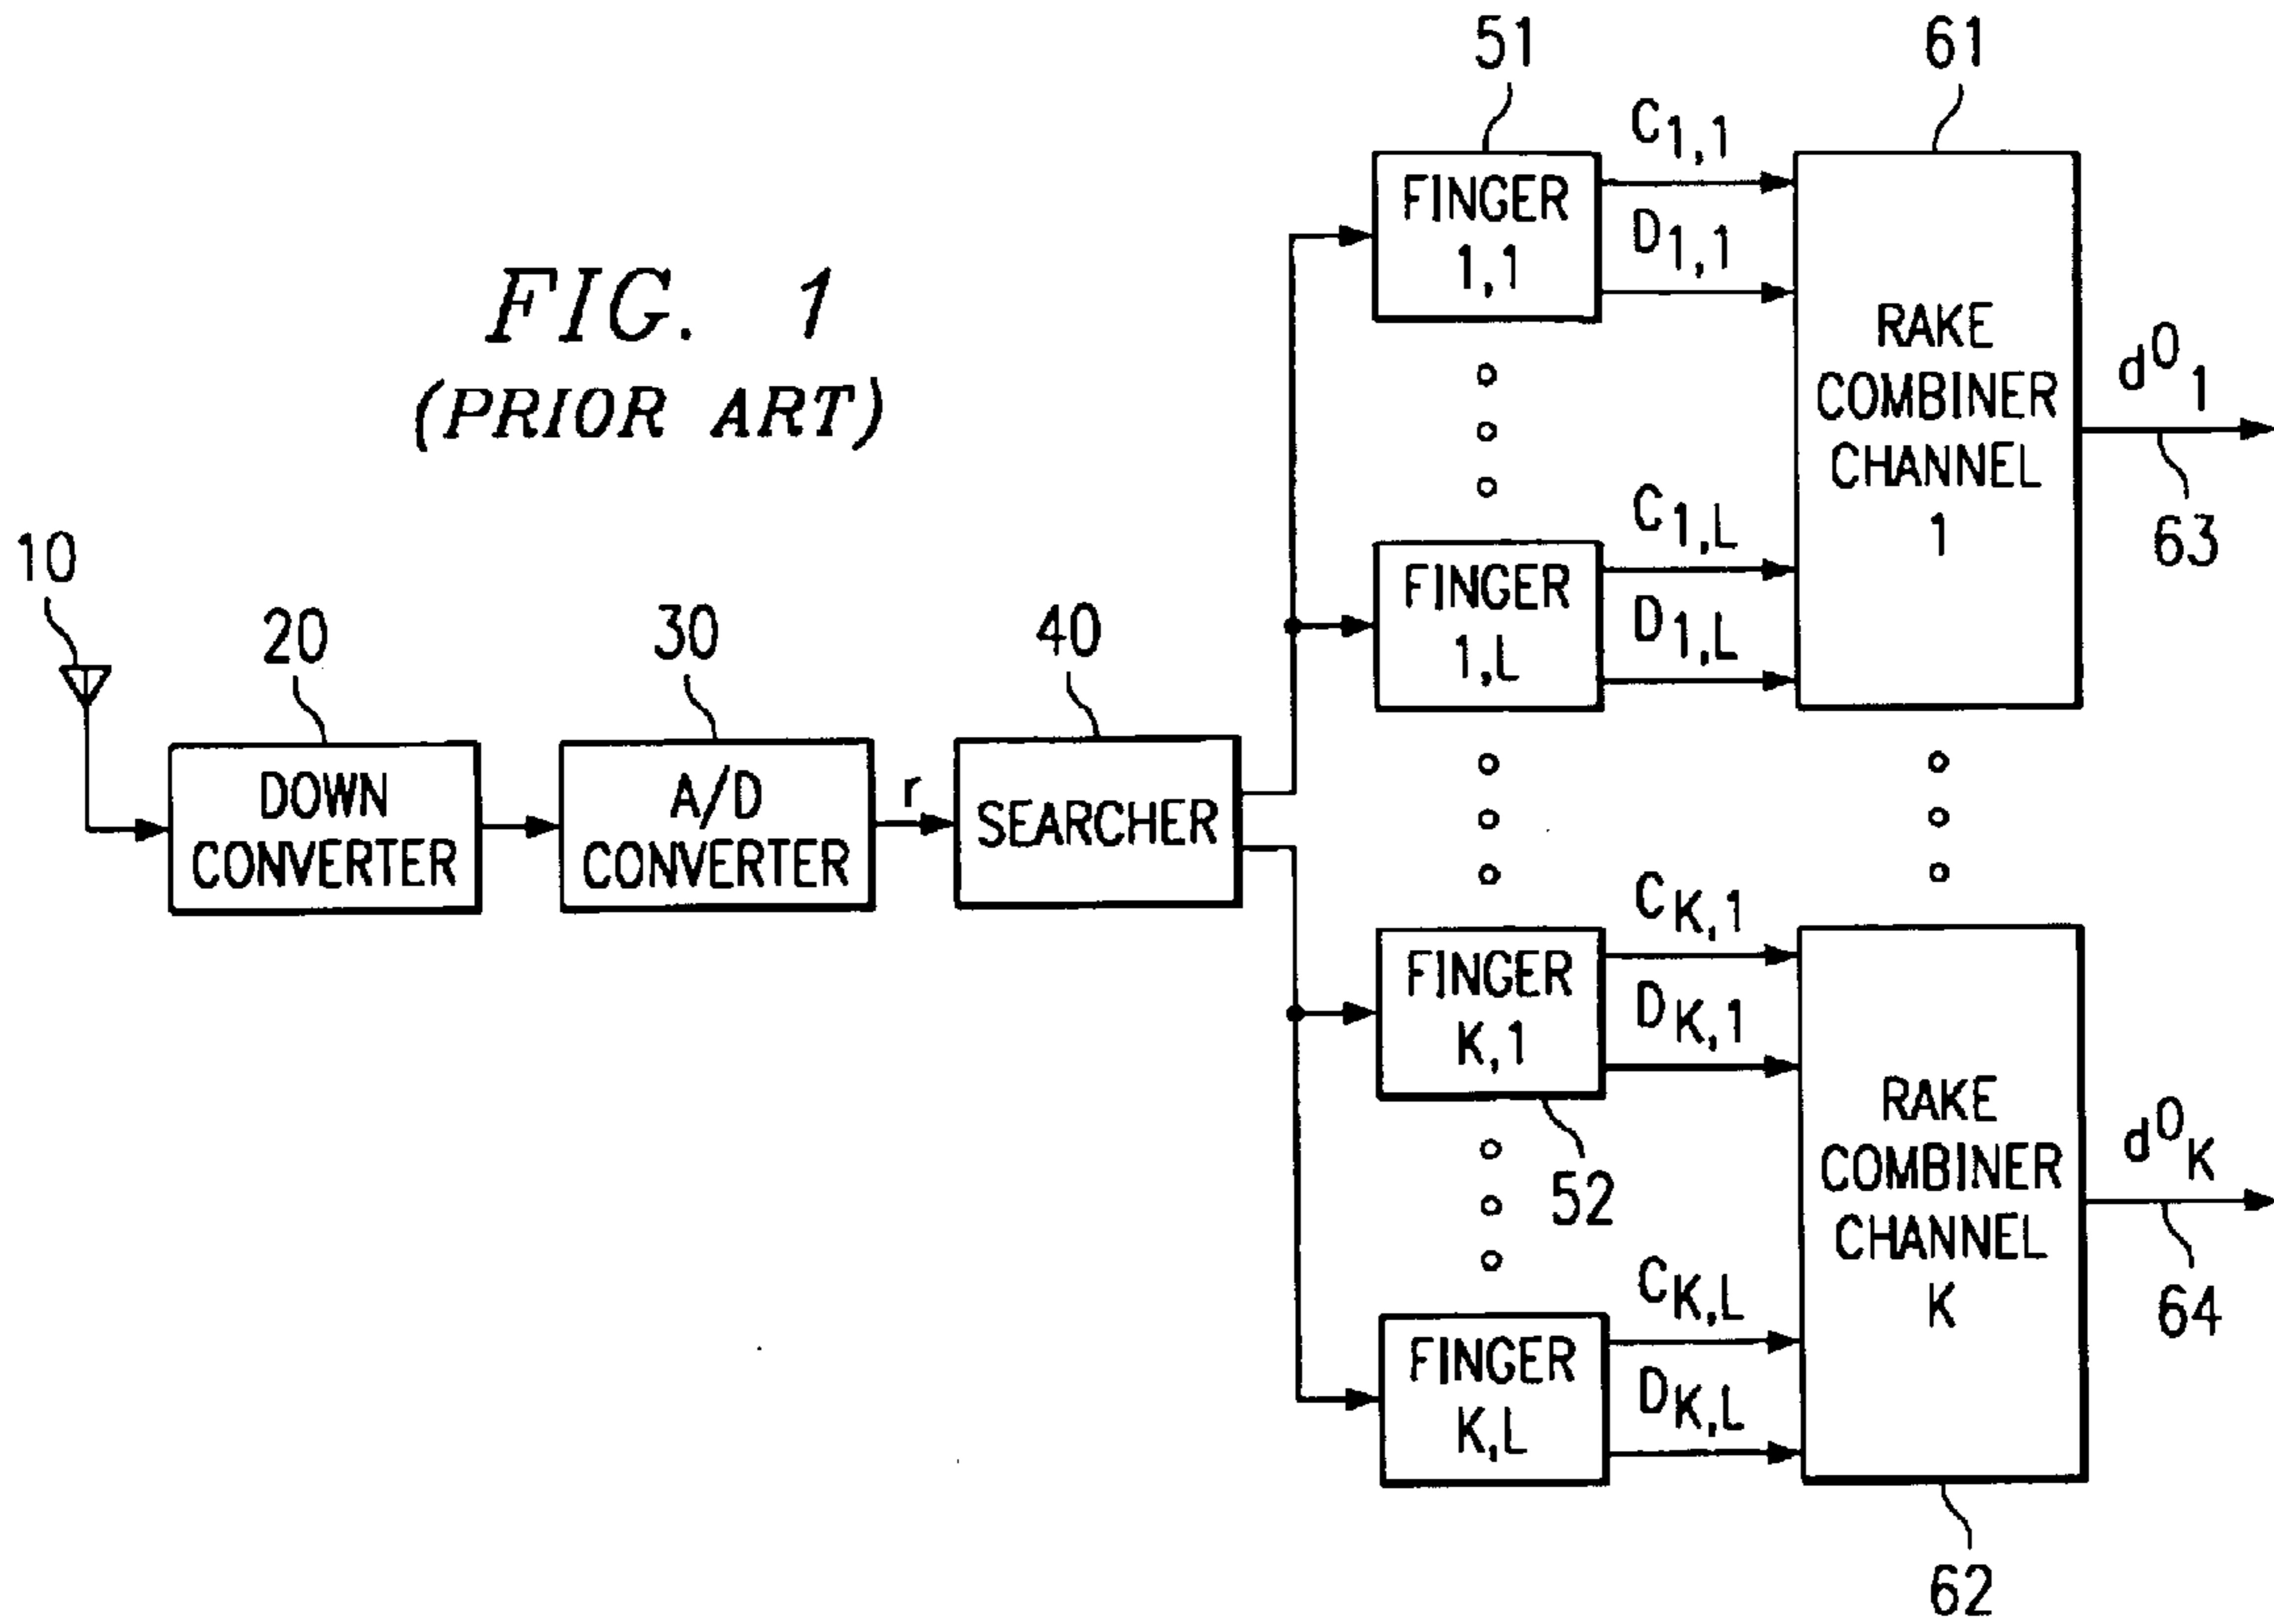 FIG. 1
(PRIOR ART)
10
20
DOWN
CONVERTER
30
A/D
CONVERTER
r
40
SEARCHER
51
FINGER
1,1
C1,1
D1,1
FINGER
1,L
C1,L
D1,L
61
RAKE
COMBINER
CHANNEL
1
d01
63
FINGER
K,1
52
CK,1
DK,1
FINGER
K,L
CK,L
DK,L
RAKE
COMBINER
CHANNEL
K
62
d0K
64